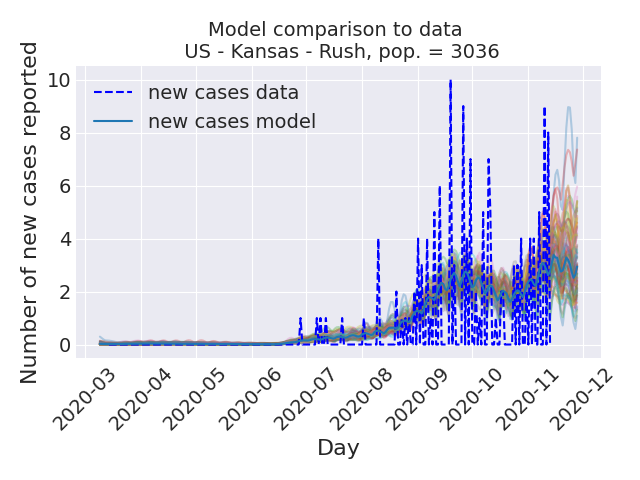 Model comparison to data
US - Kansas - Rush, pop. = 3036
Number of new cases reported
10
8
6
4
2
0
new cases data
new cases model
2020-03
2020-04
2020-05
2020-06
2020-07
2020-08
2020-09
2020-10
2020-11
2020-12
Day